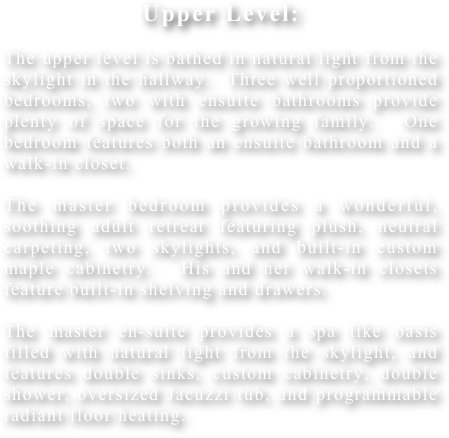 Upper Level:
The upper level is bathed in natural light from the
skylight in the hallway. Three well proportioned
bedrooms, two with ensuite bathrooms provide
plenty of space for the growing family. One
bedroom features both an ensuite bathroom and a
walk-in closet.
The master bedroom provides a wonderful,
soothing adult retreat featuring plush, neutral
carpeting, two skylights, and built-in custom
maple cabinetry. His and her walk-in closets
feature built-in shelving and drawers.
The master en-suite provides a spa like oasis
filled with natural light from the skylight, and
features double sinks, custom cabinetry, double
shower, oversized Jacuzzi tub, and programmable
radiant floor heating.